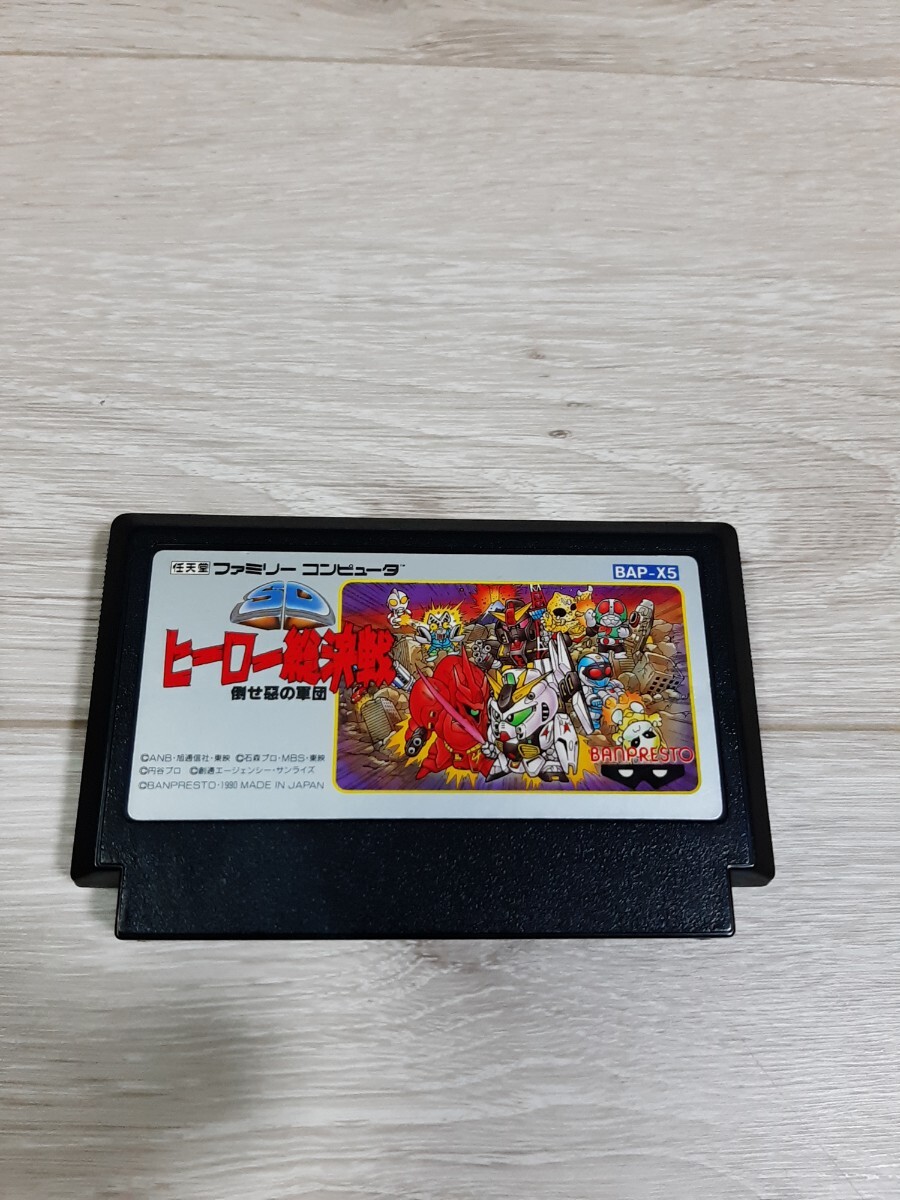 任天堂 ファミリー コンピュータ™
BAP-X5
SD
ヒーロー総決戦
倒せ悪の軍団
BANPRESTO
©ANB・旭通信社・東映 ©石森プロ・MBS・東映
©円谷プロ ©創通エージェンシー・サンライズ
©BANPRESTO・1990 MADE IN JAPAN